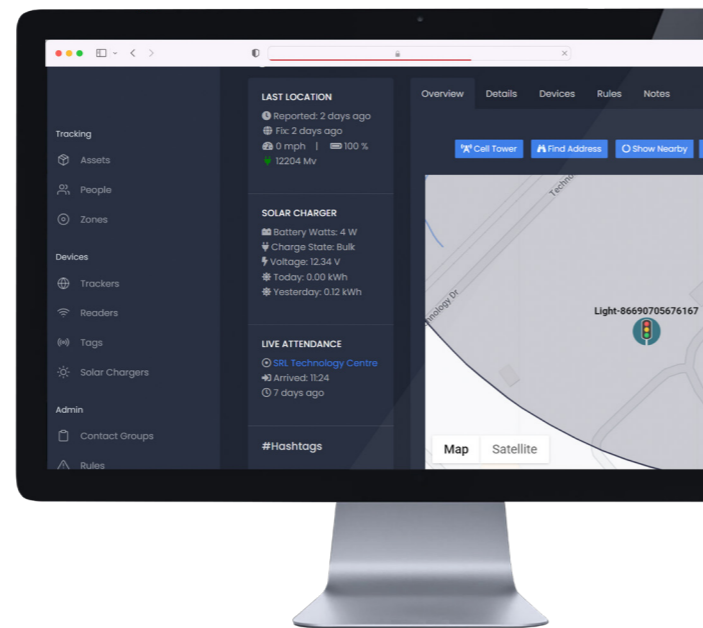 Tracking
Assets
People
Zones
Devices
Trackers
Readers
Tags
Solar Chargers
Admin
Contact Groups
Rules
LAST LOCATION
Reported: 2 days ago
Fix: 2 days ago
0 mph | 100 %
12204 Mv
SOLAR CHARGER
Battery Watts: 4 W
Charge State: Bulk
Voltage: 12.34 V
Today: 0.00 kWh
Yesterday: 0.12 kWh
LIVE ATTENDANCE
SRL Technology Centre
Arrived: 11:24
7 days ago
#Hashtags
Overview Details Devices Rules Notes
Cell Tower Find Address Show Nearby
Techno
nology Dr
Light-86690705676167
Map Satellite